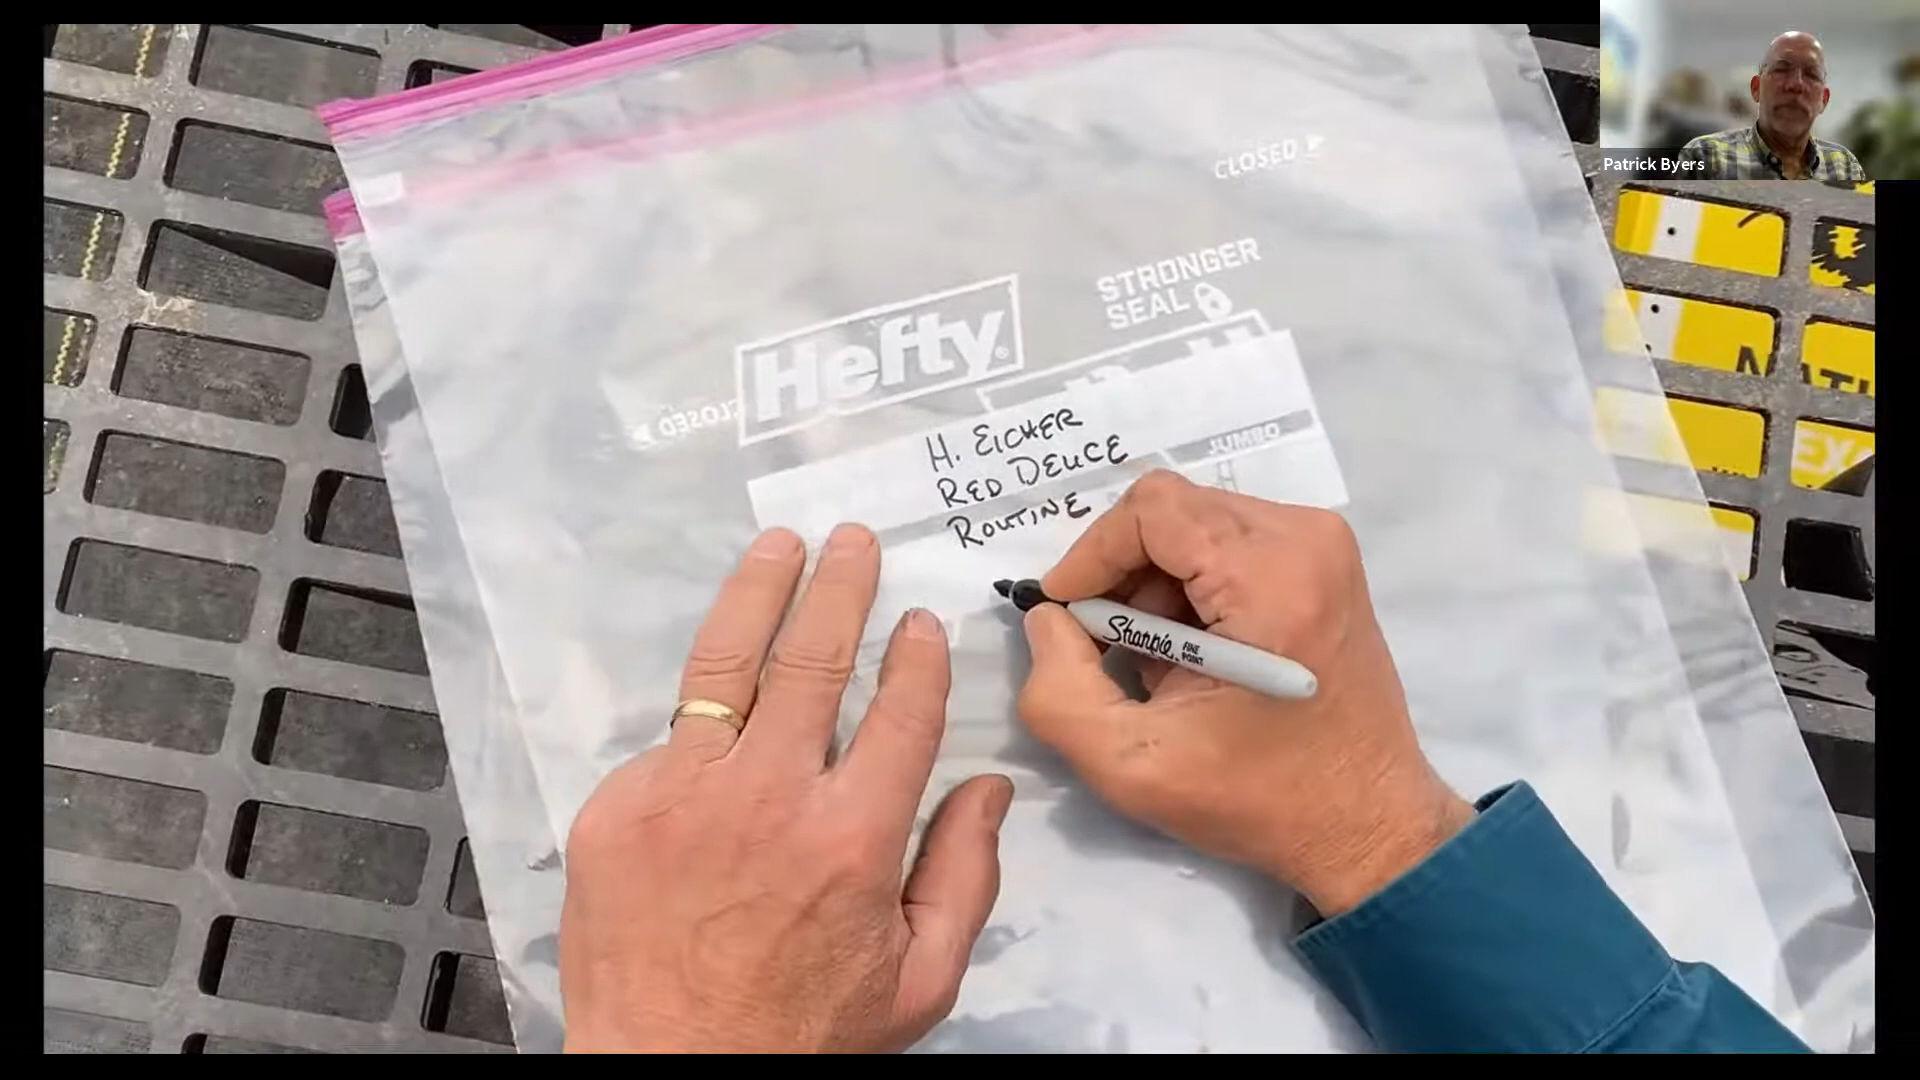 Patrick Byers
CLOSED
STRONGER
SEAL
Hefty
CLOSED
JUMBO
H. EICHER
RED DEUCE
ROUTINE
Sharpie
FINE
POINT